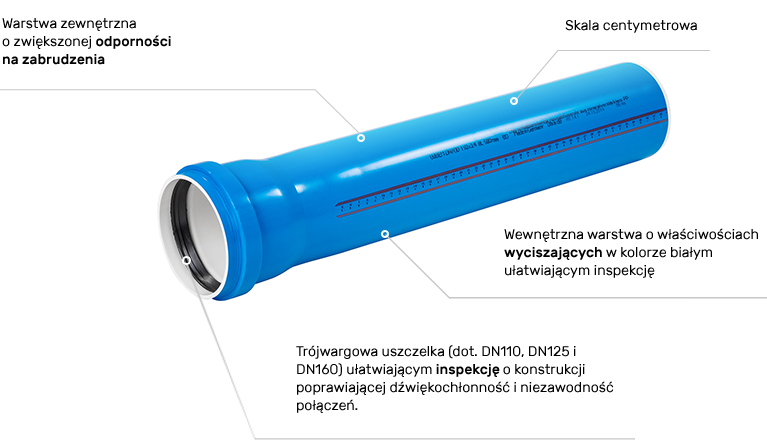 Warstwa zewnętrzna
o zwiększonej odporności
na zabrudzenia
Skala centymetrowa
Wewnętrzna warstwa o właściwościach
wyciszających w kolorze białym
ułatwiającym inspekcję
Trójwargowa uszczelka (dot. DN110, DN125 i
DN160) ułatwiającym inspekcję o konstrukcji
poprawiającej dźwiękochłonność i niezawodność
połączeń.